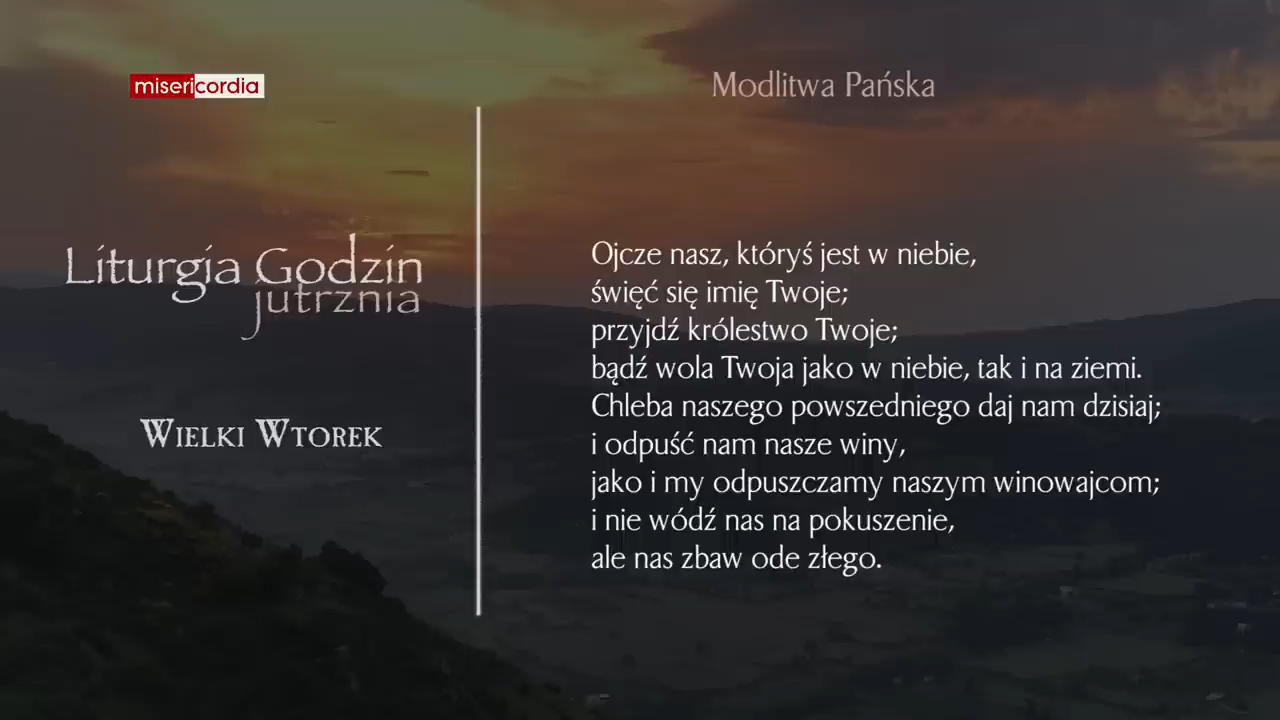 misericordia
Liturgia Godzin
jutrznia
Wielki Wtorek
Modlitwa Pańska
Ojcze nasz, któryś jest w niebie,
święć się imię Twoje;
przyjdź królestwo Twoje;
bądź wola Twoja jako w niebie, tak i na ziemi.
Chleba naszego powszedniego daj nam dzisiaj;
i odpuść nam nasze winy,
jako i my odpuszczamy naszym winowajcom;
i nie wódź nas na pokuszenie,
ale nas zbaw ode złego.